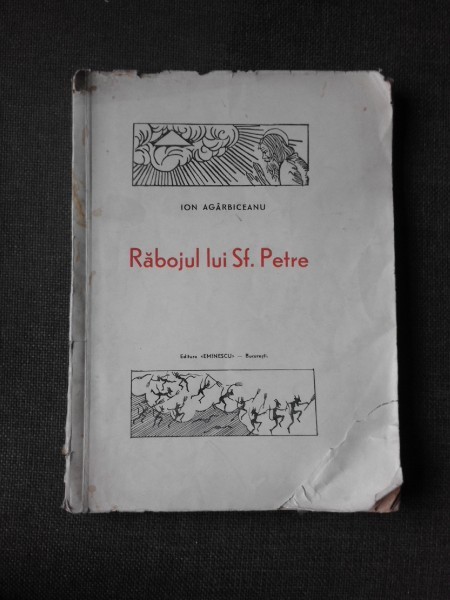 ION AGÂRBICEANU
Răbojul lui Sf. Petre
Editura «EMINESCU» — Bucureşti